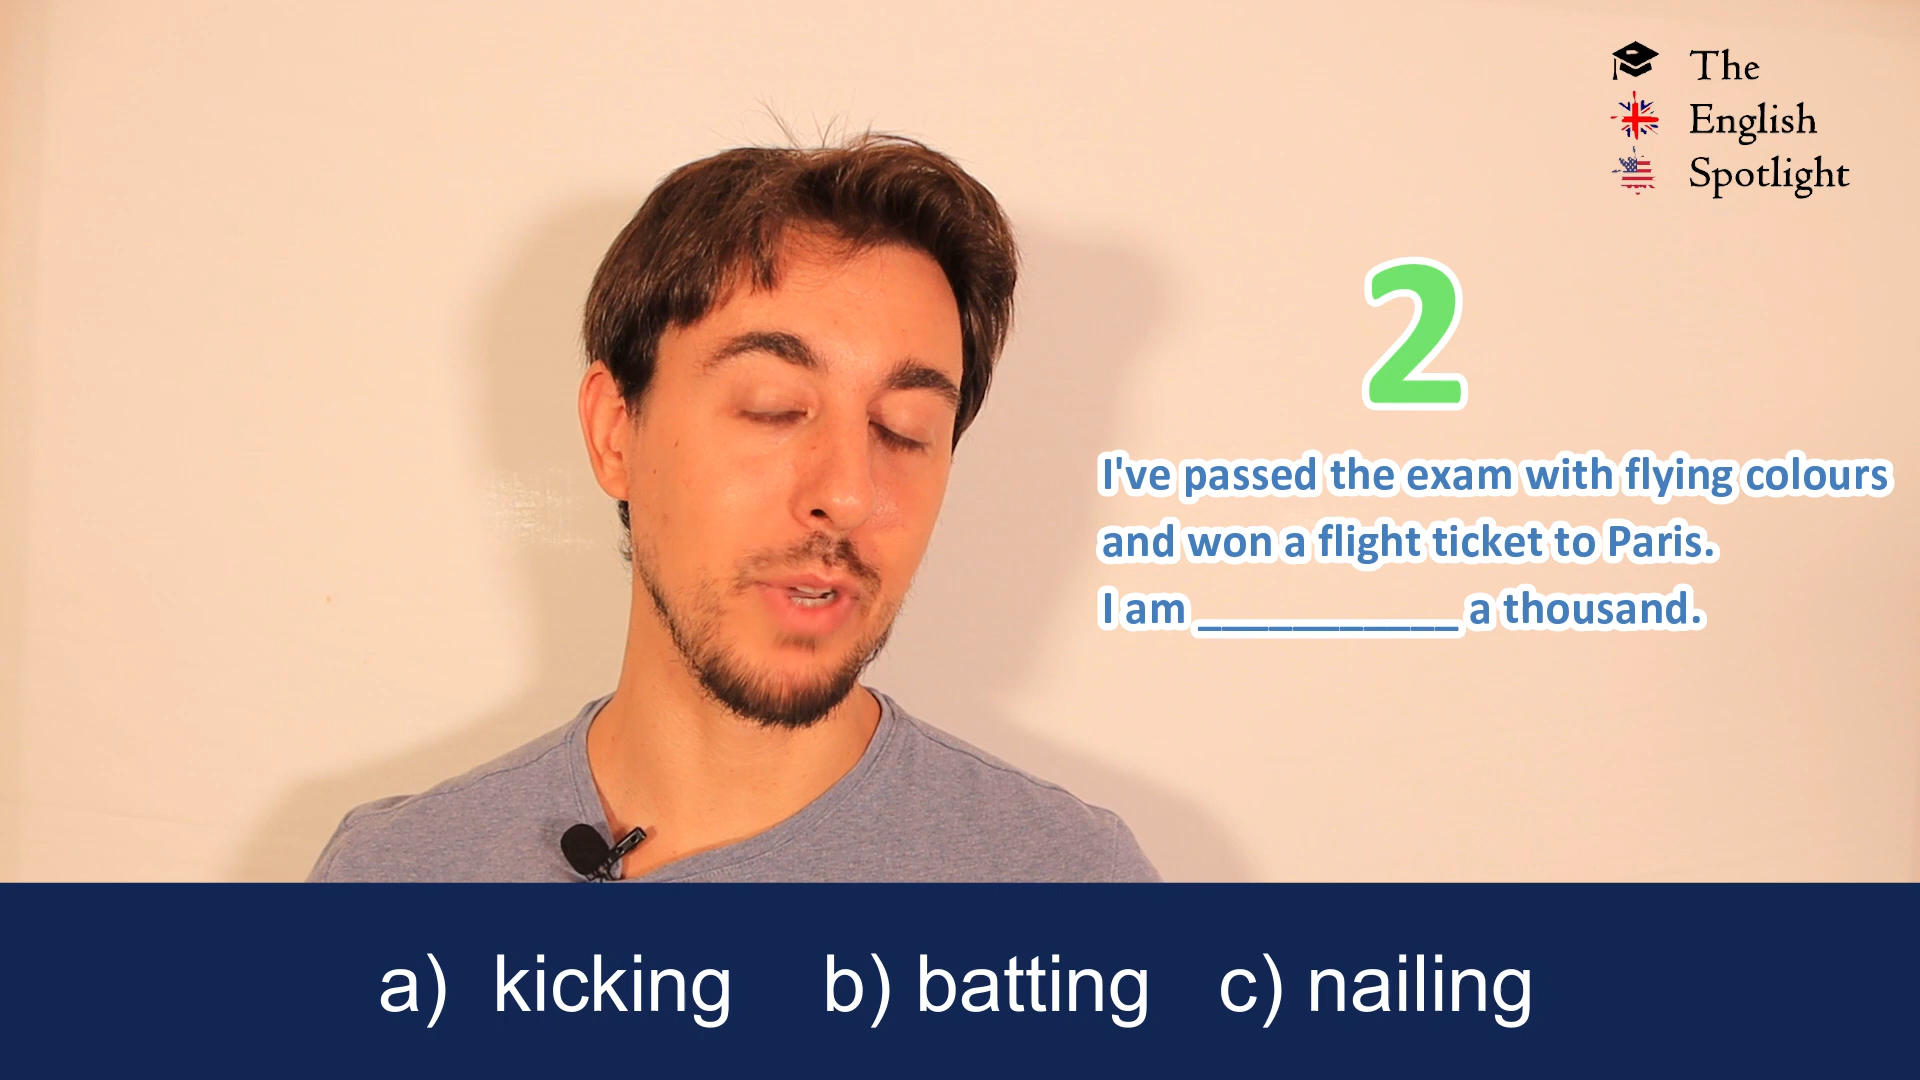 The
English
Spotlight
2
I've passed the exam with flying colours
and won a flight ticket to Paris.
I am ___________ a thousand.
a) kicking b) batting c) nailing